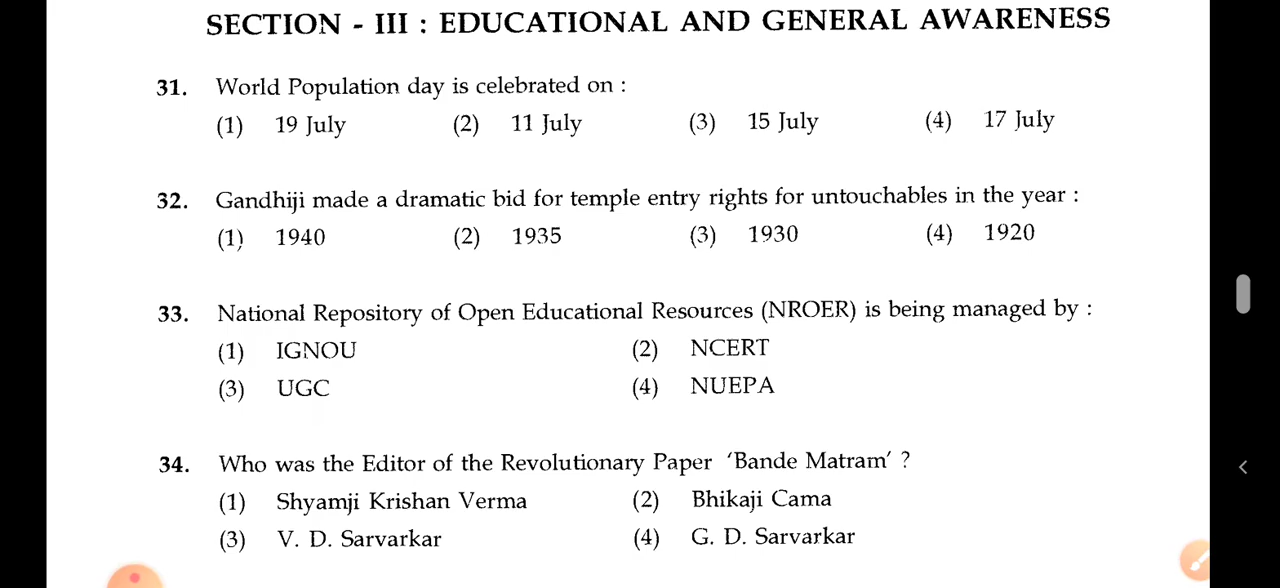 SECTION - III : EDUCATIONAL AND GENERAL AWARENESS
31. World Population day is celebrated on :
(1) 19 July (2) 11 July (3) 15 July (4) 17 July
32. Gandhiji made a dramatic bid for temple entry rights for untouchables in the year :
(1) 1940 (2) 1935 (3) 1930 (4) 1920
33. National Repository of Open Educational Resources (NROER) is being managed by :
(1) IGNOU (2) NCERT
(3) UGC (4) NUEPA
34. Who was the Editor of the Revolutionary Paper 'Bande Matram' ?
(1) Shyamji Krishan Verma (2) Bhikaji Cama
(3) V. D. Sarvarkar (4) G. D. Sarvarkar